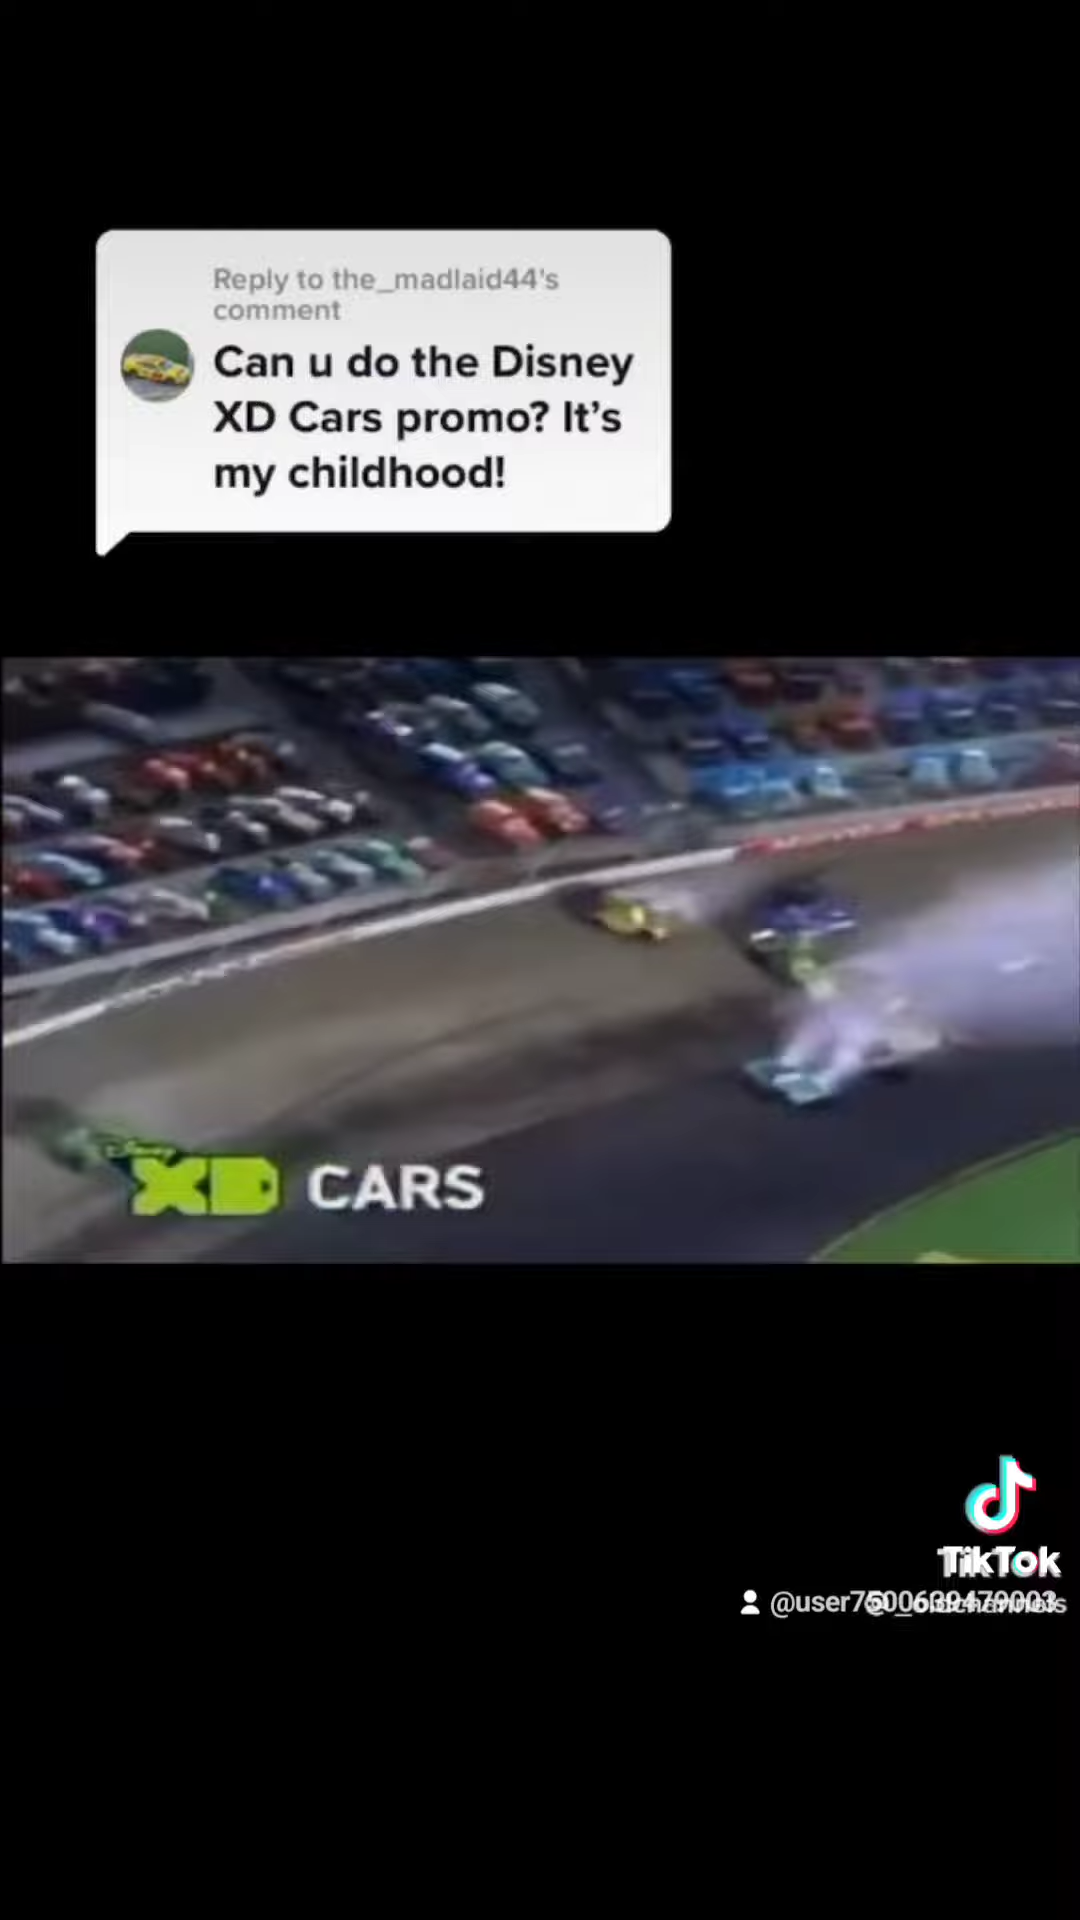 Reply to the_madlaid44's
comment
Can u do the Disney
XD Cars promo? It’s
my childhood!
Disney
XD CARS
TikTok